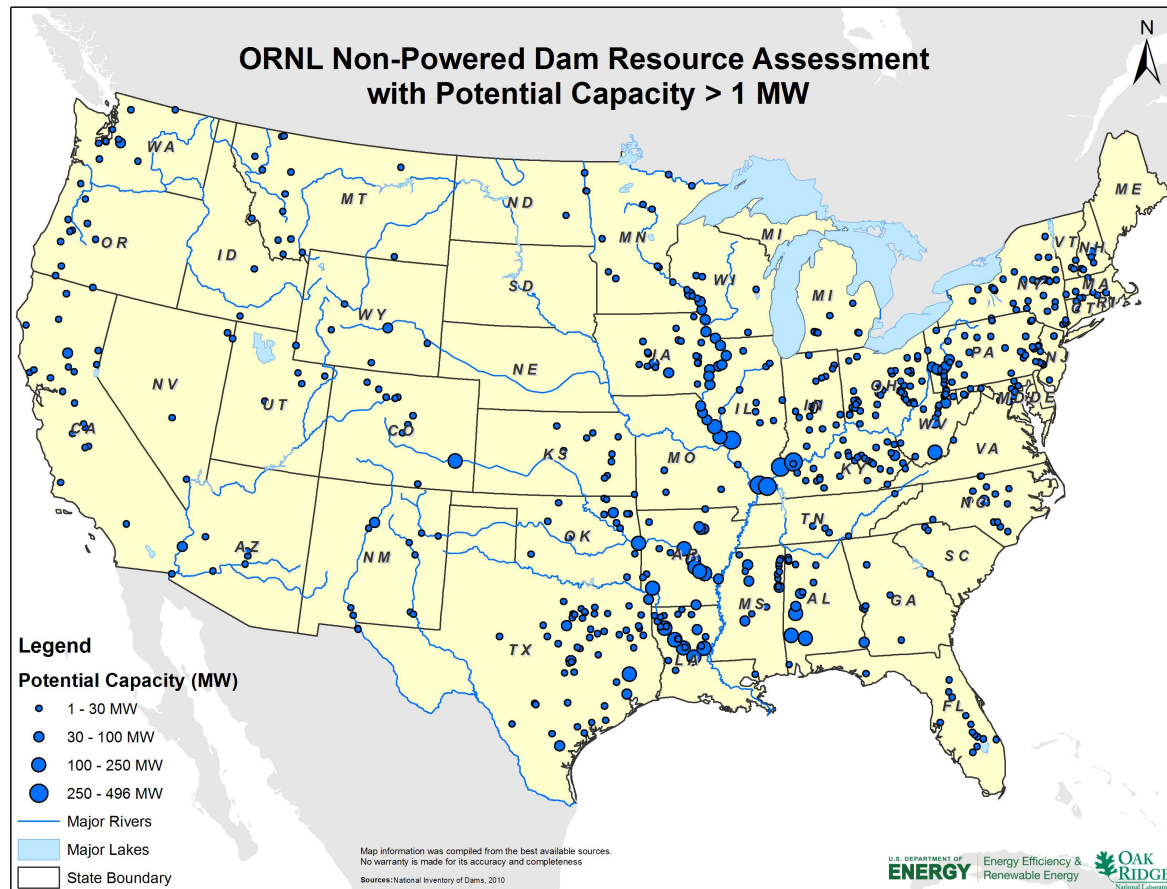 ORNL Non-Powered Dam Resource Assessment
with Potential Capacity > 1 MW
N
WA
MT
ND
MN
MI
ME
VT
NH
OR
ID
SD
WI
MI
NY
MA
CT
RI
WY
IA
PA
NJ
NV
UT
NE
IL
IN
OH
MD
DE
WV
CA
CO
KS
MO
KY
VA
AZ
NM
OK
AR
TN
NC
SC
TX
LA
MS
AL
GA
FL
Legend
Potential Capacity (MW)
1 - 30 MW
30 - 100 MW
100 - 250 MW
250 - 496 MW
Major Rivers
Major Lakes
State Boundary
Map information was compiled from the best available sources.
No warranty is made for its accuracy and completeness
Sources: National Inventory of Dams, 2010
U.S. DEPARTMENT OF
ENERGY
Energy Efficiency &
Renewable Energy
OAK
RIDGE
National Laborat